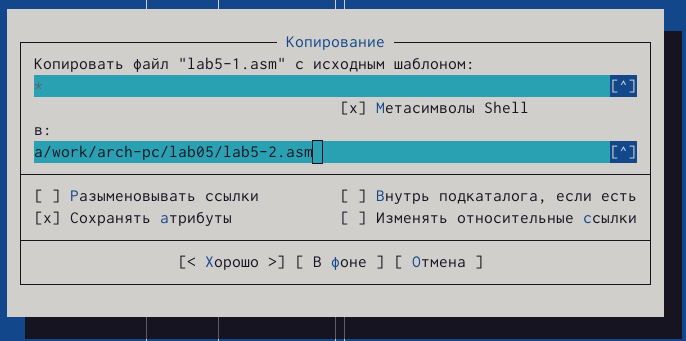 Копирование
Копировать файл "lab5-1.asm" с исходным шаблоном:
* [^]
[x] Метасимволы Shell
в:
a/work/arch-pc/lab05/lab5-2.asm [^]
[ ] Разыменовывать ссылки [ ] Внутрь подкаталога, если есть
[x] Сохранять атрибуты [ ] Изменять относительные ссылки
[< Хорошо >] [ В фоне ] [ Отмена ]